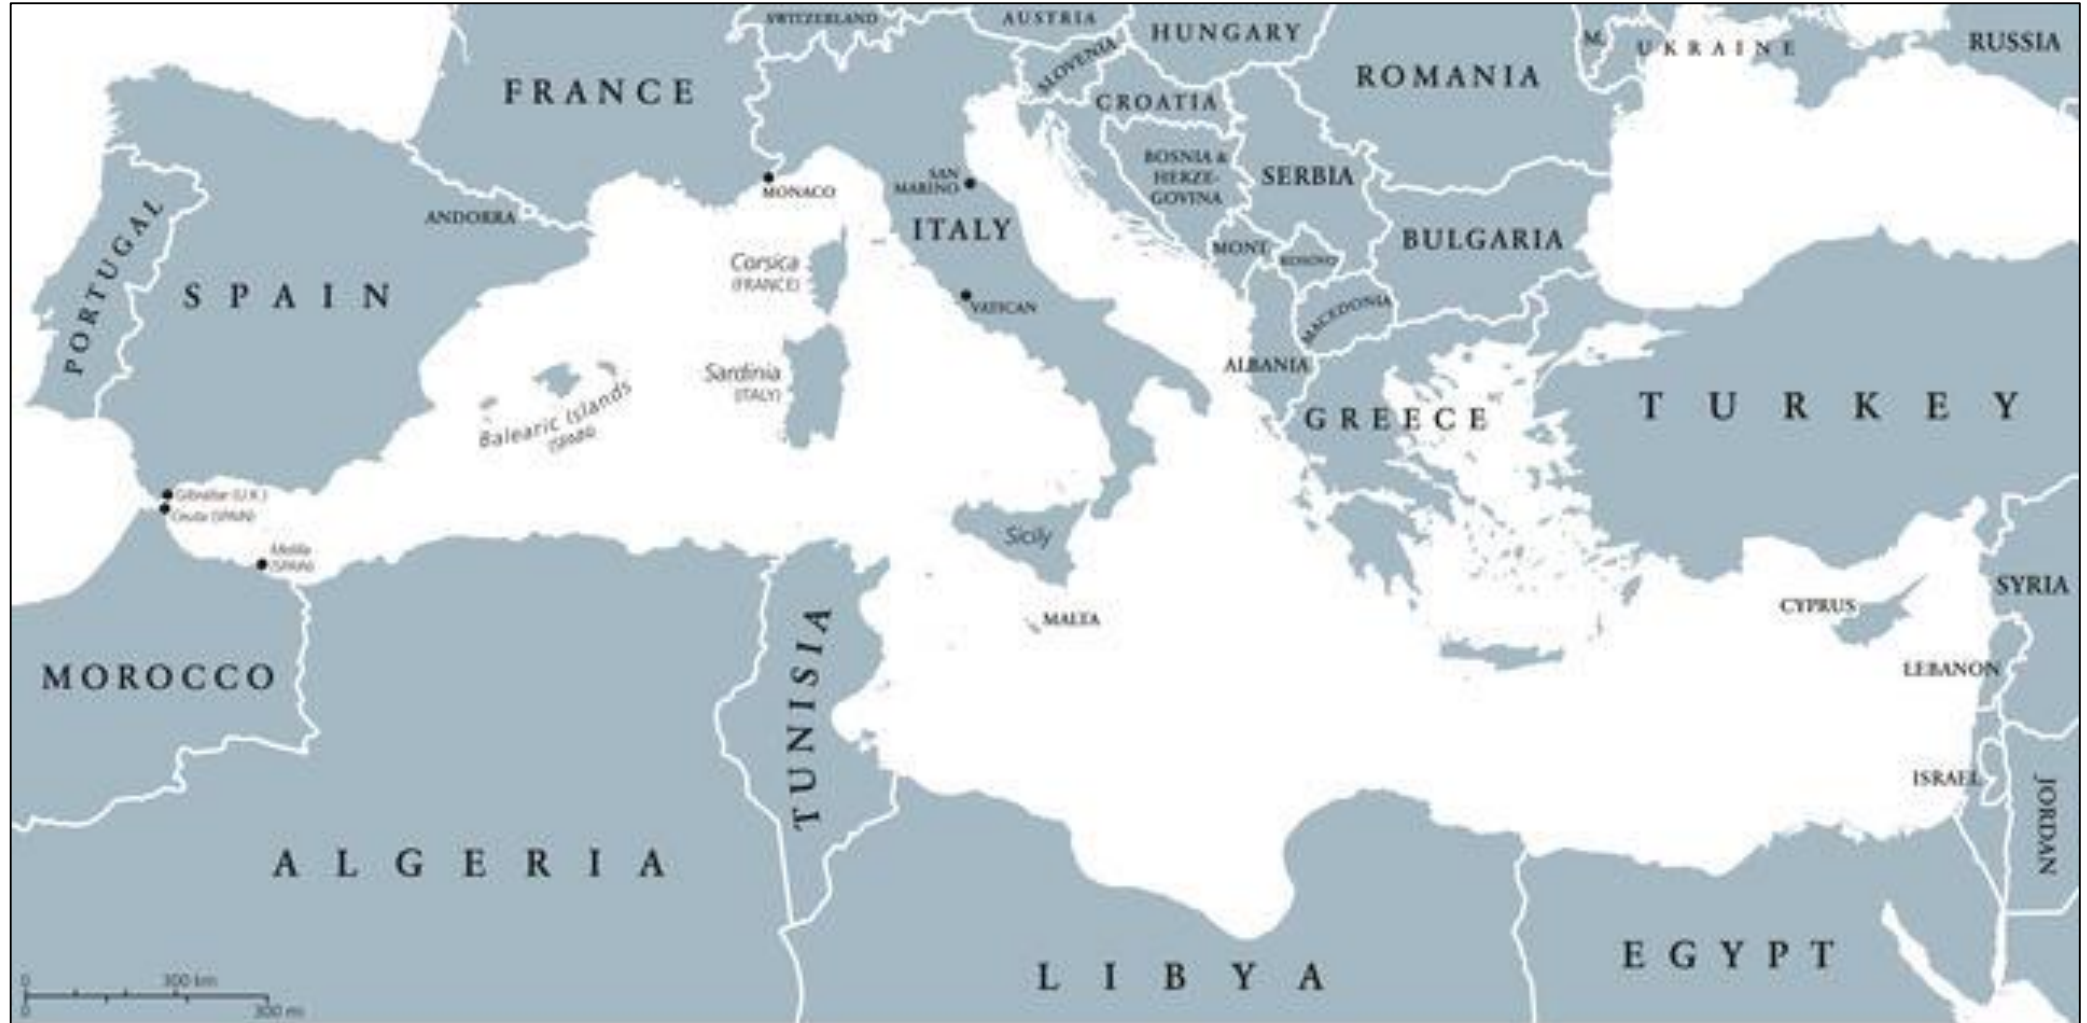 SWITZERLAND
AUSTRIA
HUNGARY
SLOVENIA
M.
UKRAINE
RUSSIA
FRANCE
ROMANIA
CROATIA
BOSNIA &
HERZE-
GOVINA
SERBIA
MONACO
SAN
MARINO
ITALY
ANDORRA
PORTUGAL
SPAIN
MONT.
KOSOVO
BULGARIA
Corsica
(FRANCE)
VATICAN
MACEDONIA
ALBANIA
Sardinia
(ITALY)
Balearic Islands
(SPAIN)
GREECE
TURKEY
Gibraltar (U.K.)
Ceuta (SPAIN)
Melilla
(SPAIN)
Sicily
MALTA
CYPRUS
SYRIA
LEBANON
MOROCCO
TUNISIA
ISRAEL
JORDAN
ALGERIA
LIBYA
EGYPT
0 300 km
0 300 mi